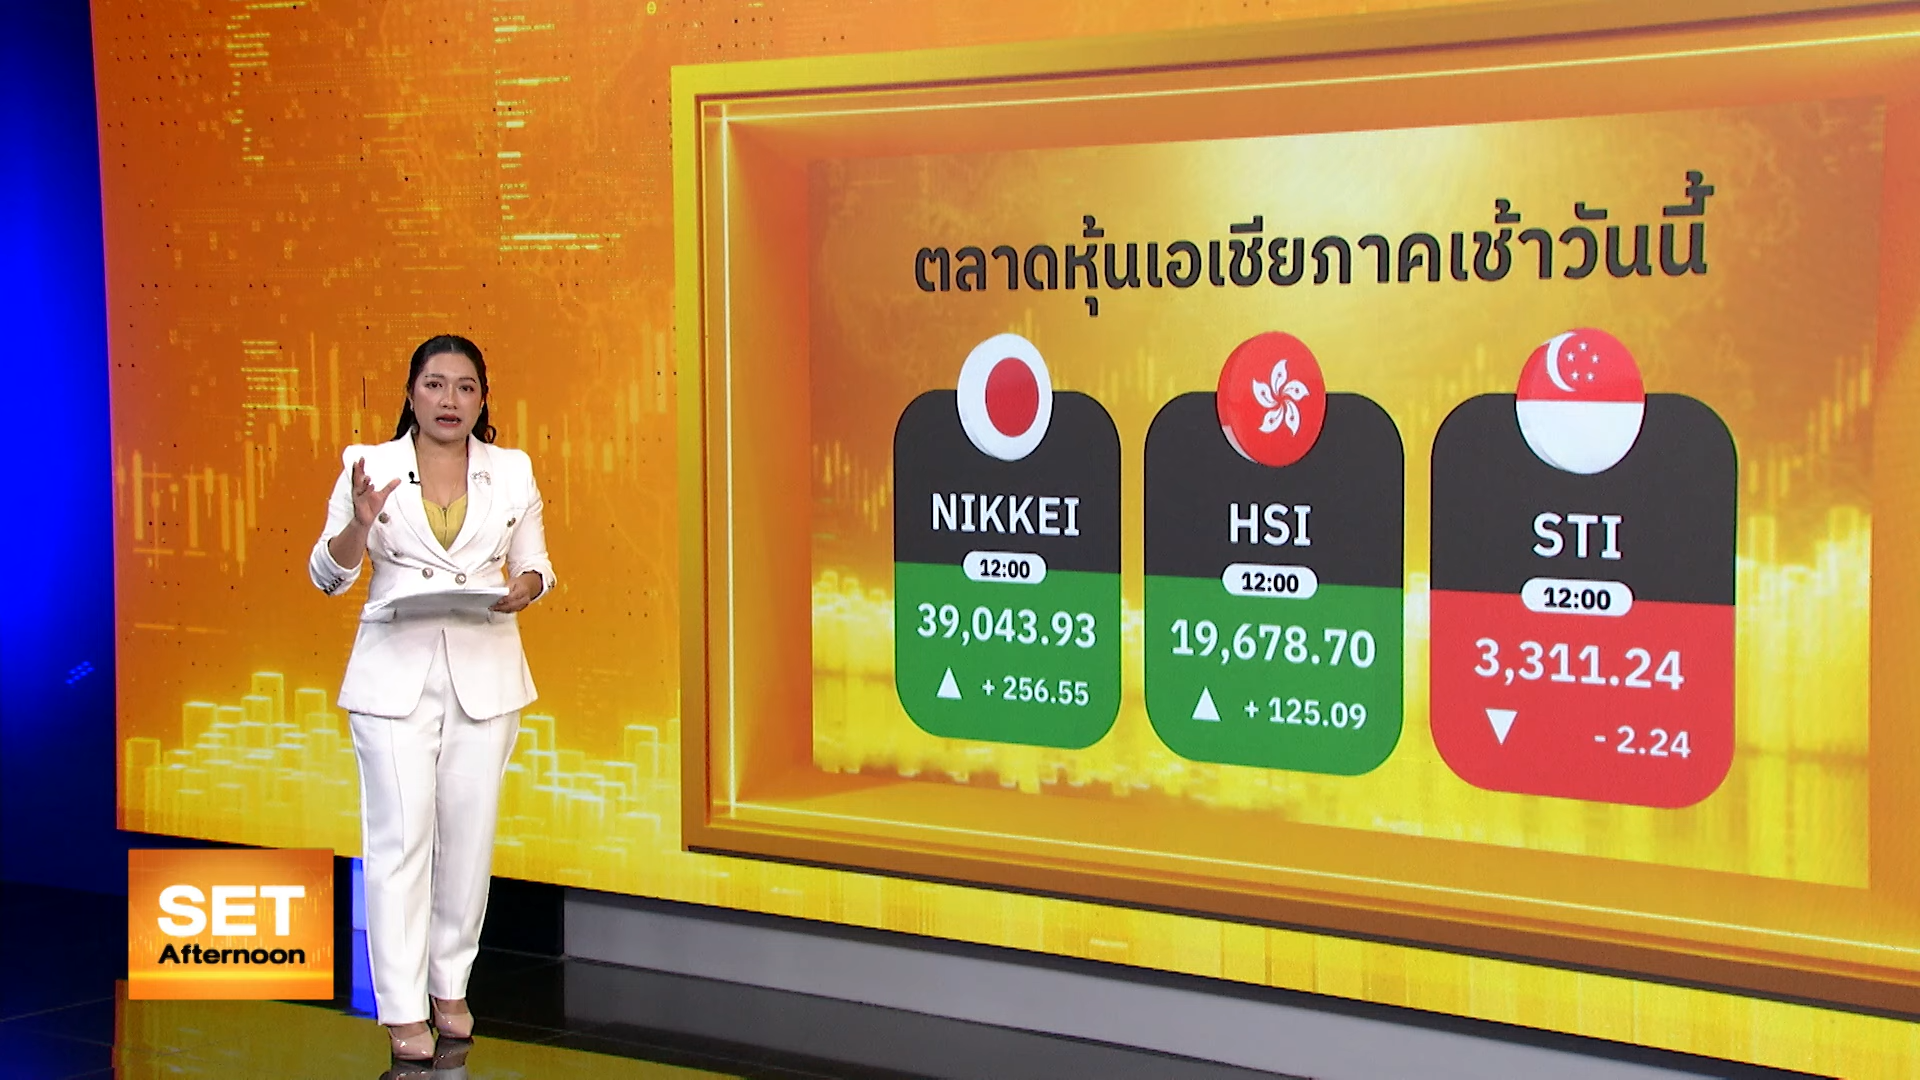 ตลาดหุ้นเอเชียภาคเช้าวันนี้
NIKKEI
12:00
39,043.93
▲ + 256.55
HSI
12:00
19,678.70
▲ + 125.09
STI
12:00
3,311.24
▼ - 2.24
SET
Afternoon